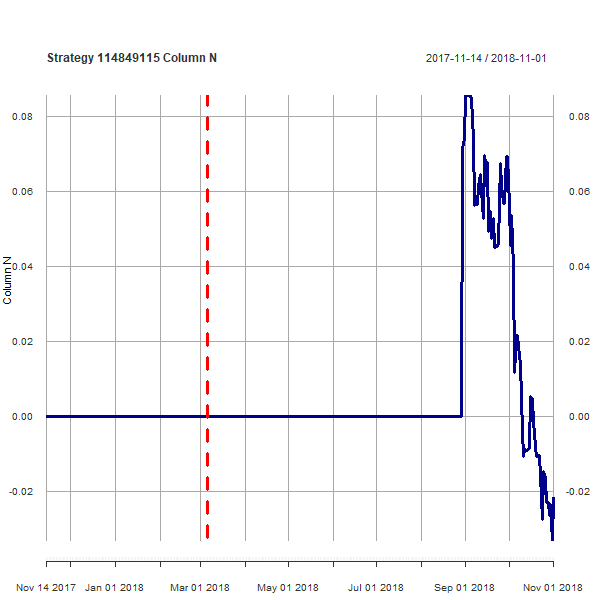 Strategy 114849115 Column N
2017-11-14 / 2018-11-01
0.08
0.08
0.06
0.06
0.04
0.04
Column N
0.02
0.02
0.00
0.00
-0.02
-0.02
Nov 14 2017
Jan 01 2018
Mar 01 2018
May 01 2018
Jul 01 2018
Sep 01 2018
Nov 01 2018